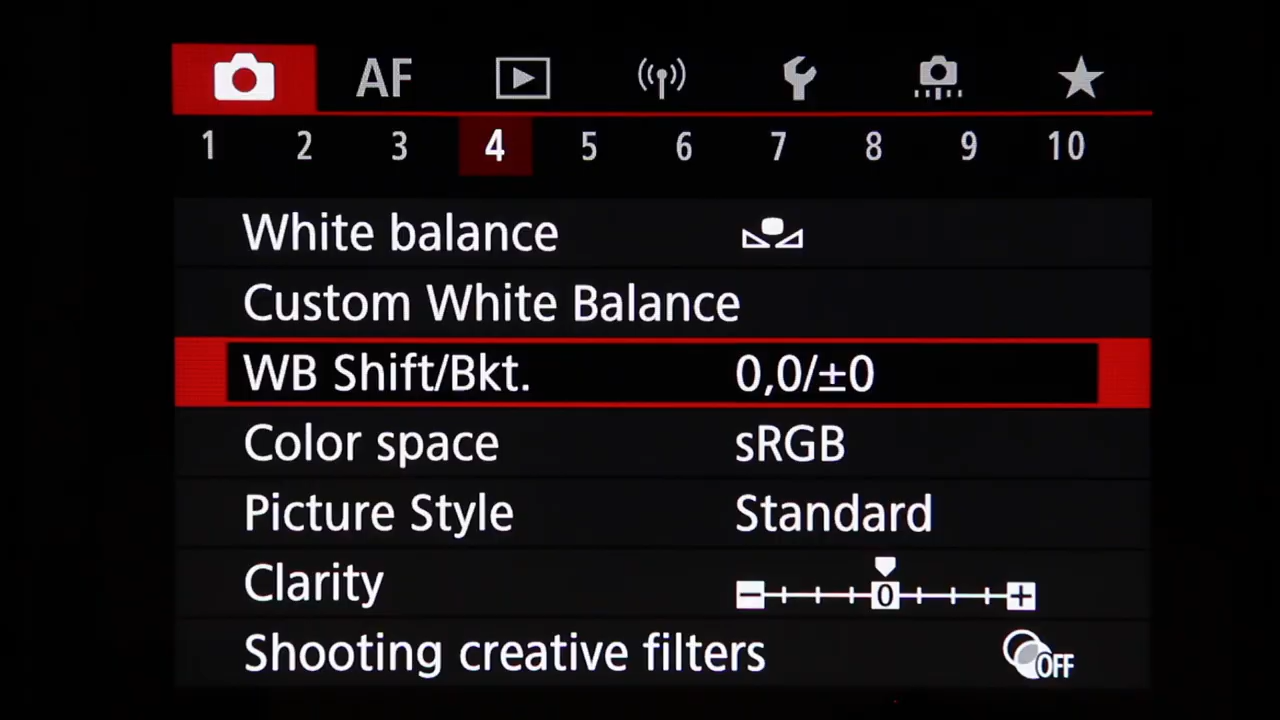 AF
1 2 3 4 5 6 7 8 9 10
White balance
Custom White Balance
WB Shift/Bkt. 0,0/±0
Color space sRGB
Picture Style Standard
Clarity − 0 +
Shooting creative filters OFF